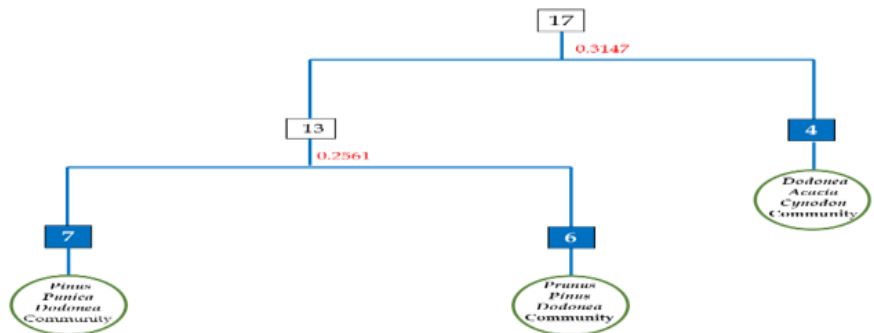 17
0.3147
13
4
0.2561
Dodonea
Acacia
Cynodon
Community
7
6
Pinus
Punica
Dodonea
Community
Prunus
Pinus
Dodonea
Community